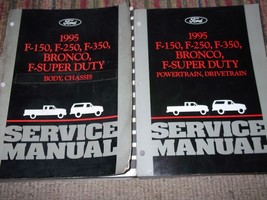 Ford
1995
F-150, F-250, F-350,
BRONCO,
F-SUPER DUTY
BODY, CHASSIS
SERVICE
MANUAL
Ford
1995
F-150, F-250, F-350,
BRONCO,
F-SUPER DUTY
POWERTRAIN, DRIVETRAIN
SERVICE
MANUAL